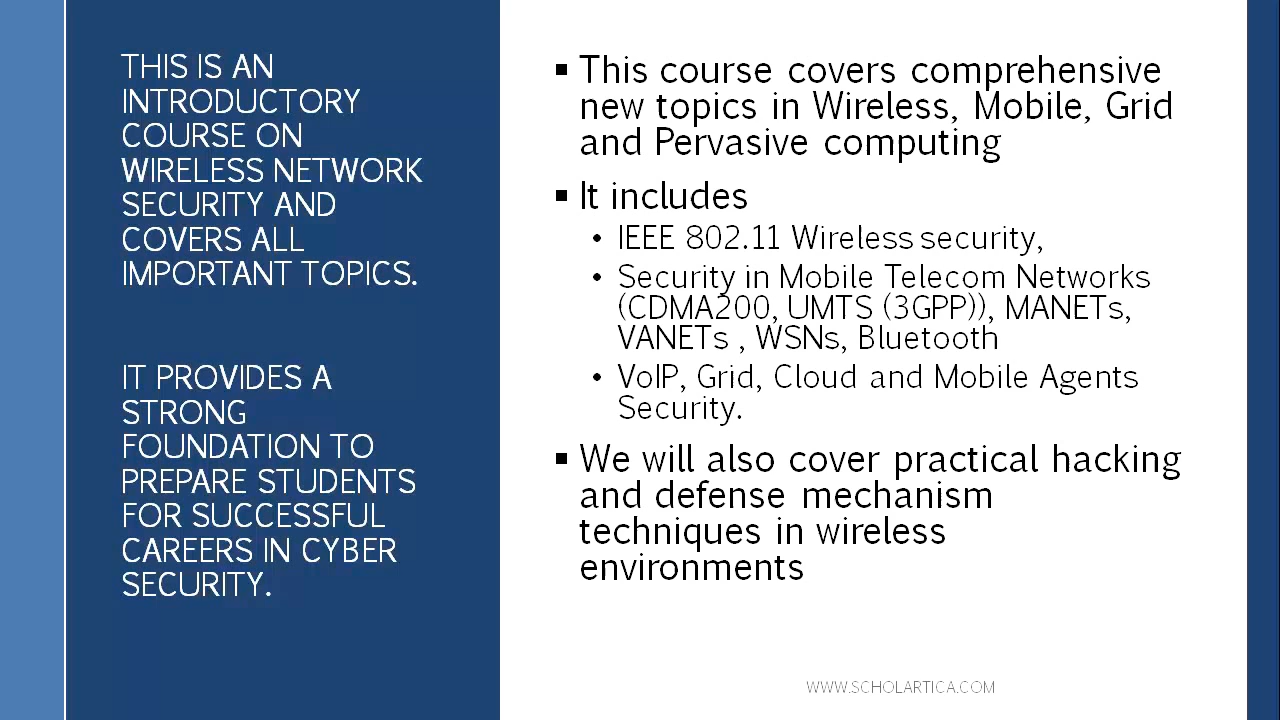 THIS IS AN
INTRODUCTORY
COURSE ON
WIRELESS NETWORK
SECURITY AND
COVERS ALL
IMPORTANT TOPICS.
IT PROVIDES A
STRONG
FOUNDATION TO
PREPARE STUDENTS
FOR SUCCESSFUL
CAREERS IN CYBER
SECURITY.
▪ This course covers comprehensive
new topics in Wireless, Mobile, Grid
and Pervasive computing
▪ It includes
• IEEE 802.11 Wireless security,
• Security in Mobile Telecom Networks
(CDMA200, UMTS (3GPP)), MANETs,
VANETs , WSNs, Bluetooth
• VoIP, Grid, Cloud and Mobile Agents
Security.
▪ We will also cover practical hacking
and defense mechanism
techniques in wireless
environments
WWW.SCHOLARTICA.COM